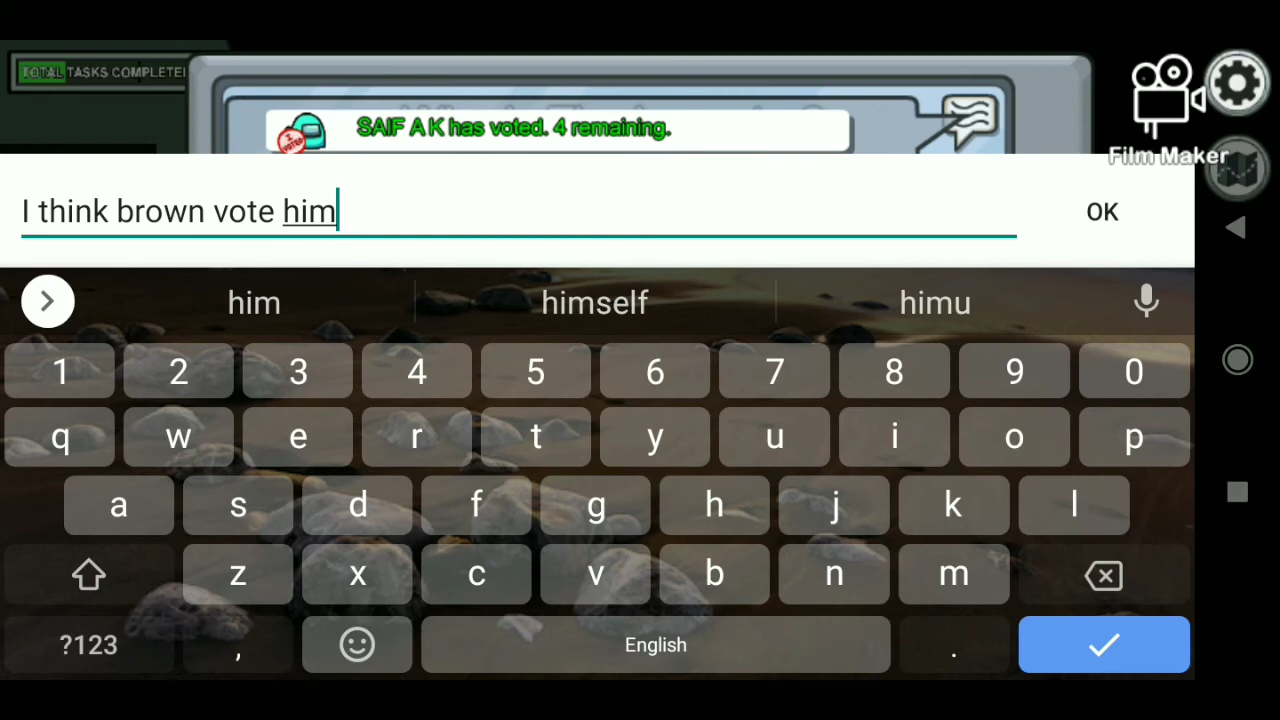 TOTAL TASKS COMPLETE
SAIF A K has voted. 4 remaining.
Film Maker
I think brown vote him
OK
him himself himu
1 2 3 4 5 6 7 8 9 0
q w e r t y u i o p
a s d f g h j k l
z x c v b n m
?123 , English .